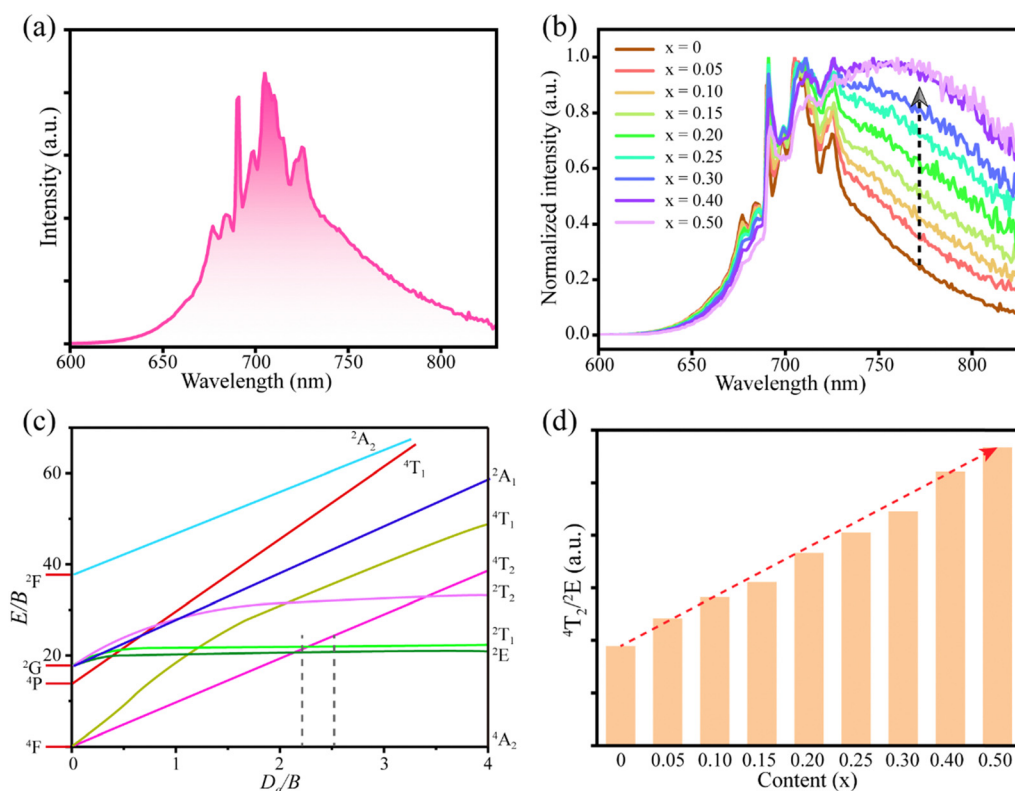 (a)
Intensity (a.u.)
600 650 700 750 800
Wavelength (nm)
(b)
Normalized intensity (a.u.)
1.0
0.8
0.6
0.4
0.2
0.0
x = 0
x = 0.05
x = 0.10
x = 0.15
x = 0.20
x = 0.25
x = 0.30
x = 0.40
x = 0.50
600 650 700 750 800
Wavelength (nm)
(c)
E/B
60
40
20
0
²F
²G
⁴P
⁴F
²A₂
⁴T₁
²A₁
⁴T₁
⁴T₂
²T₂
²T₁
²E
⁴A₂
0 1 2 3 4
D_q/B
(d)
⁴T₂/²E (a.u.)
0 0.05 0.10 0.15 0.20 0.25 0.30 0.40 0.50
Content (x)